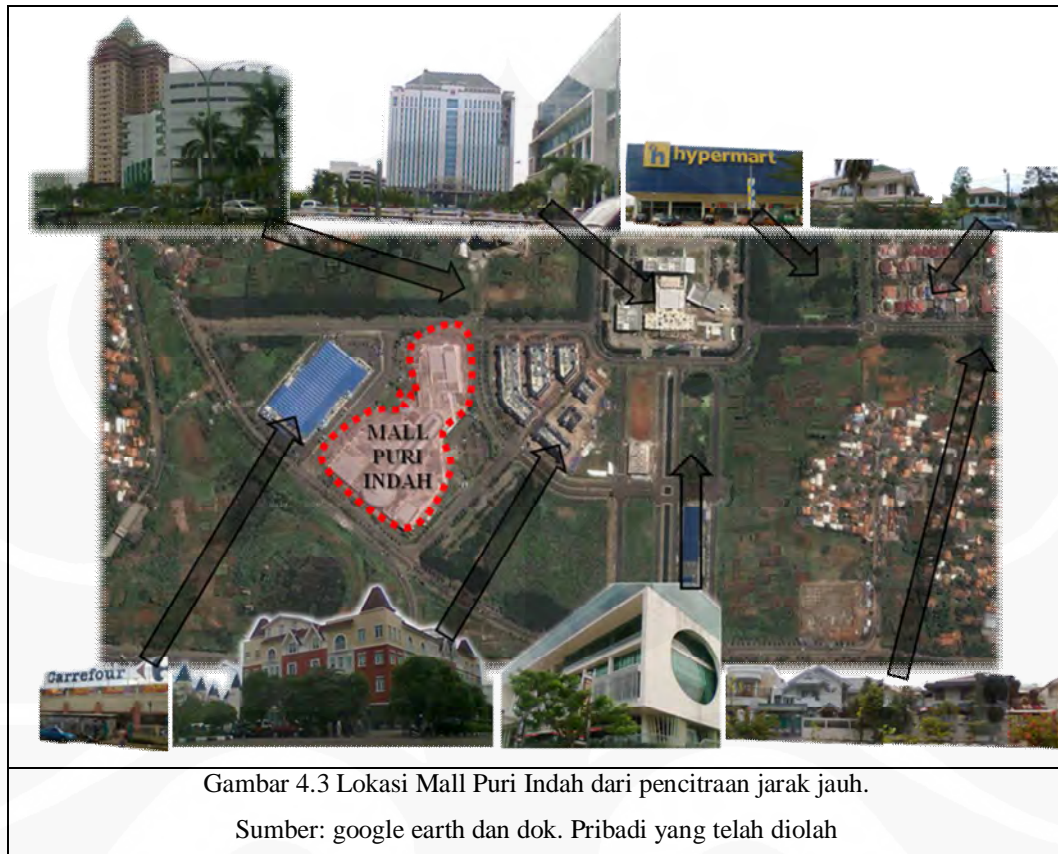 hypermart
MALL
PURI
INDAH
Carrefour
Gambar 4.3 Lokasi Mall Puri Indah dari pencitraan jarak jauh.
Sumber: google earth dan dok. Pribadi yang telah diolah